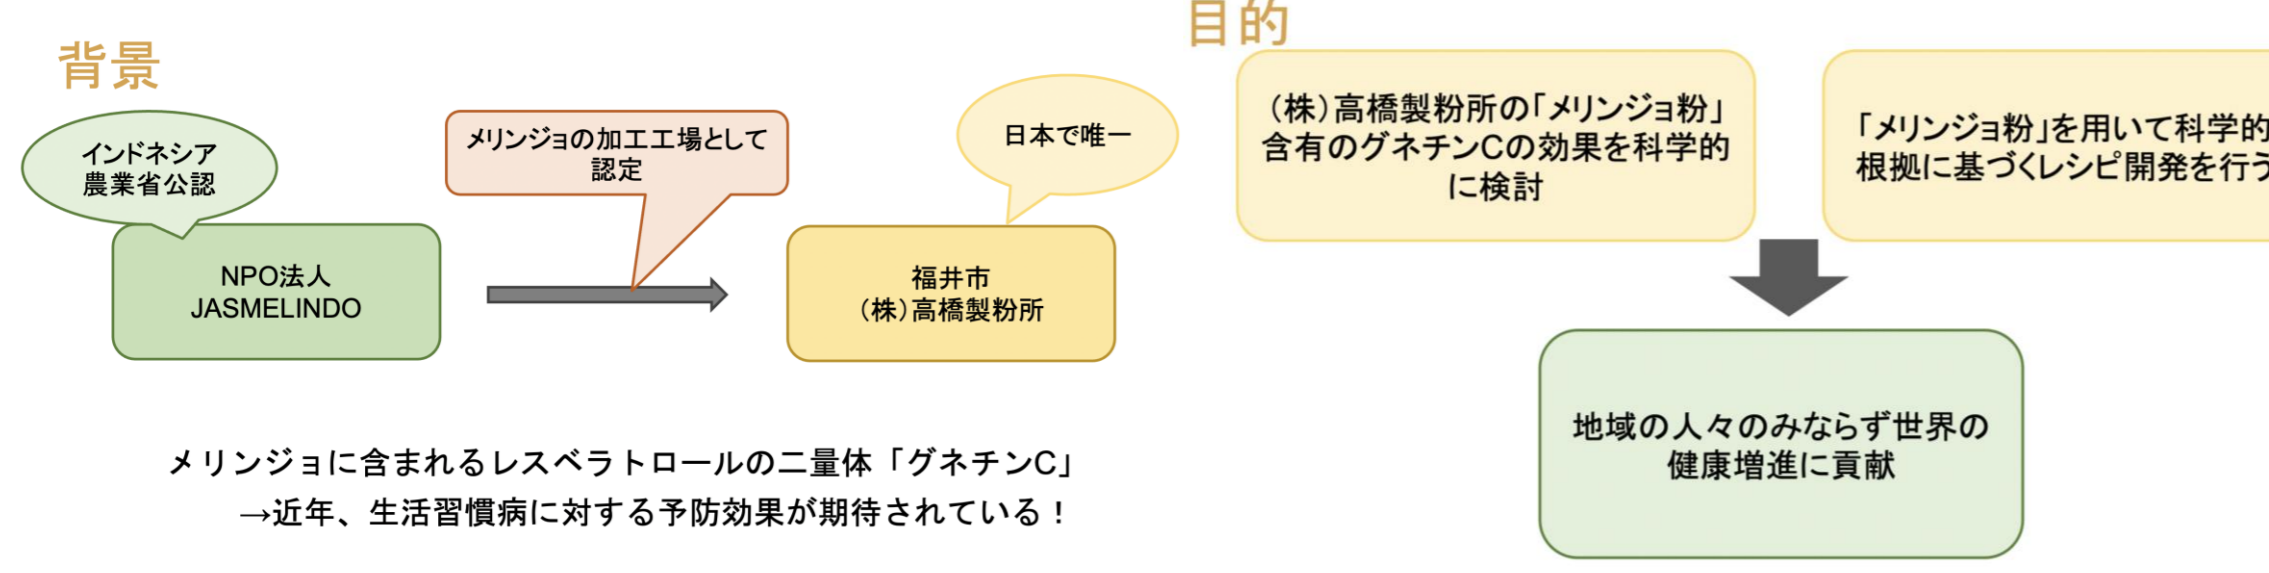 背景
インドネシア
農業省公認
NPO法人
JASMELINDO
メリンジョの加工工場として
認定
日本で唯一
福井市
（株）高橋製粉所
メリンジョに含まれるレスベラトロールの二量体「グネチンC」
→近年、生活習慣病に対する予防効果が期待されている！
目的
（株）高橋製粉所の「メリンジョ粉」
含有のグネチンCの効果を科学的
に検討
「メリンジョ粉」を用いて科学的
根拠に基づくレシピ開発を行う
地域の人々のみならず世界の
健康増進に貢献